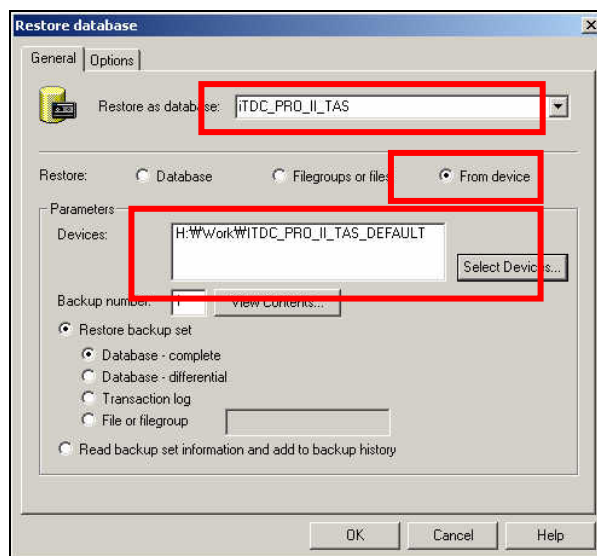 Restore database
General Options
Restore as database: iTDC_PRO_II_TAS
Restore: Database Filegroups or files From device
Parameters
Devices: H:₩Work₩ITDC_PRO_II_TAS_DEFAULT
Select Devices...
Backup number: 1 View Contents...
Restore backup set
Database - complete
Database - differential
Transaction log
File or filegroup
Read backup set information and add to backup history
OK Cancel Help